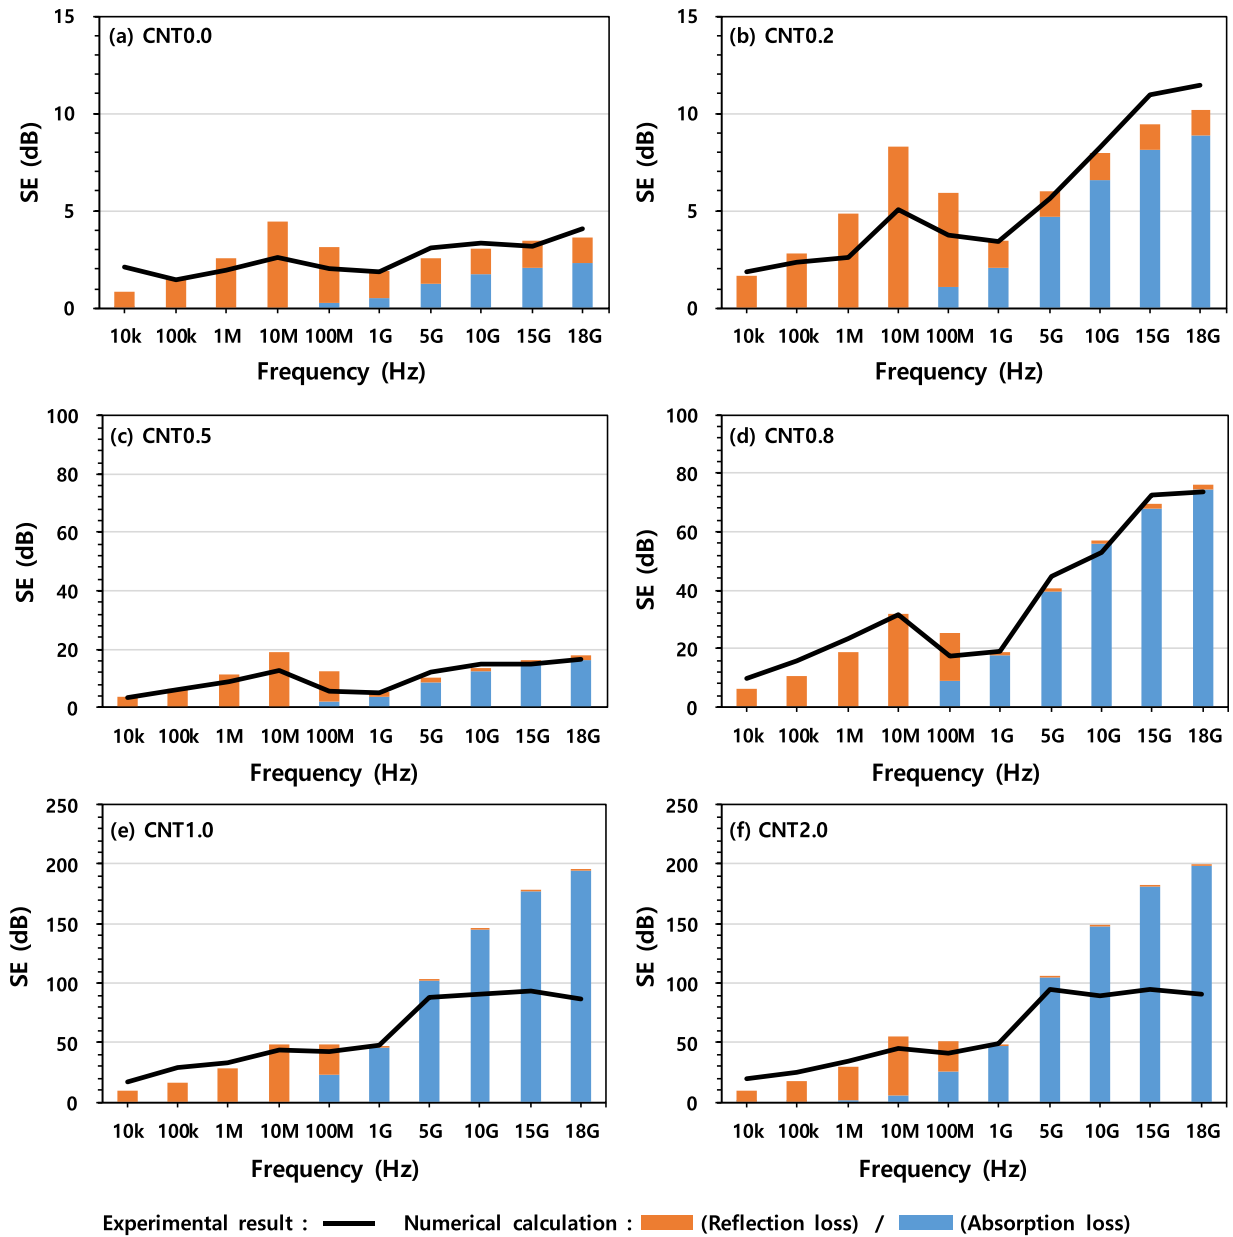 (a) CNT0.0
15
10
5
0
SE (dB)
10k 100k 1M 10M 100M 1G 5G 10G 15G 18G
Frequency (Hz)
(b) CNT0.2
15
10
5
0
SE (dB)
10k 100k 1M 10M 100M 1G 5G 10G 15G 18G
Frequency (Hz)
(c) CNT0.5
100
80
60
40
20
0
SE (dB)
10k 100k 1M 10M 100M 1G 5G 10G 15G 18G
Frequency (Hz)
(d) CNT0.8
100
80
60
40
20
0
SE (dB)
10k 100k 1M 10M 100M 1G 5G 10G 15G 18G
Frequency (Hz)
(e) CNT1.0
250
200
150
100
50
0
SE (dB)
10k 100k 1M 10M 100M 1G 5G 10G 15G 18G
Frequency (Hz)
(f) CNT2.0
250
200
150
100
50
0
SE (dB)
10k 100k 1M 10M 100M 1G 5G 10G 15G 18G
Frequency (Hz)
Experimental result : Numerical calculation : (Reflection loss) / (Absorption loss)